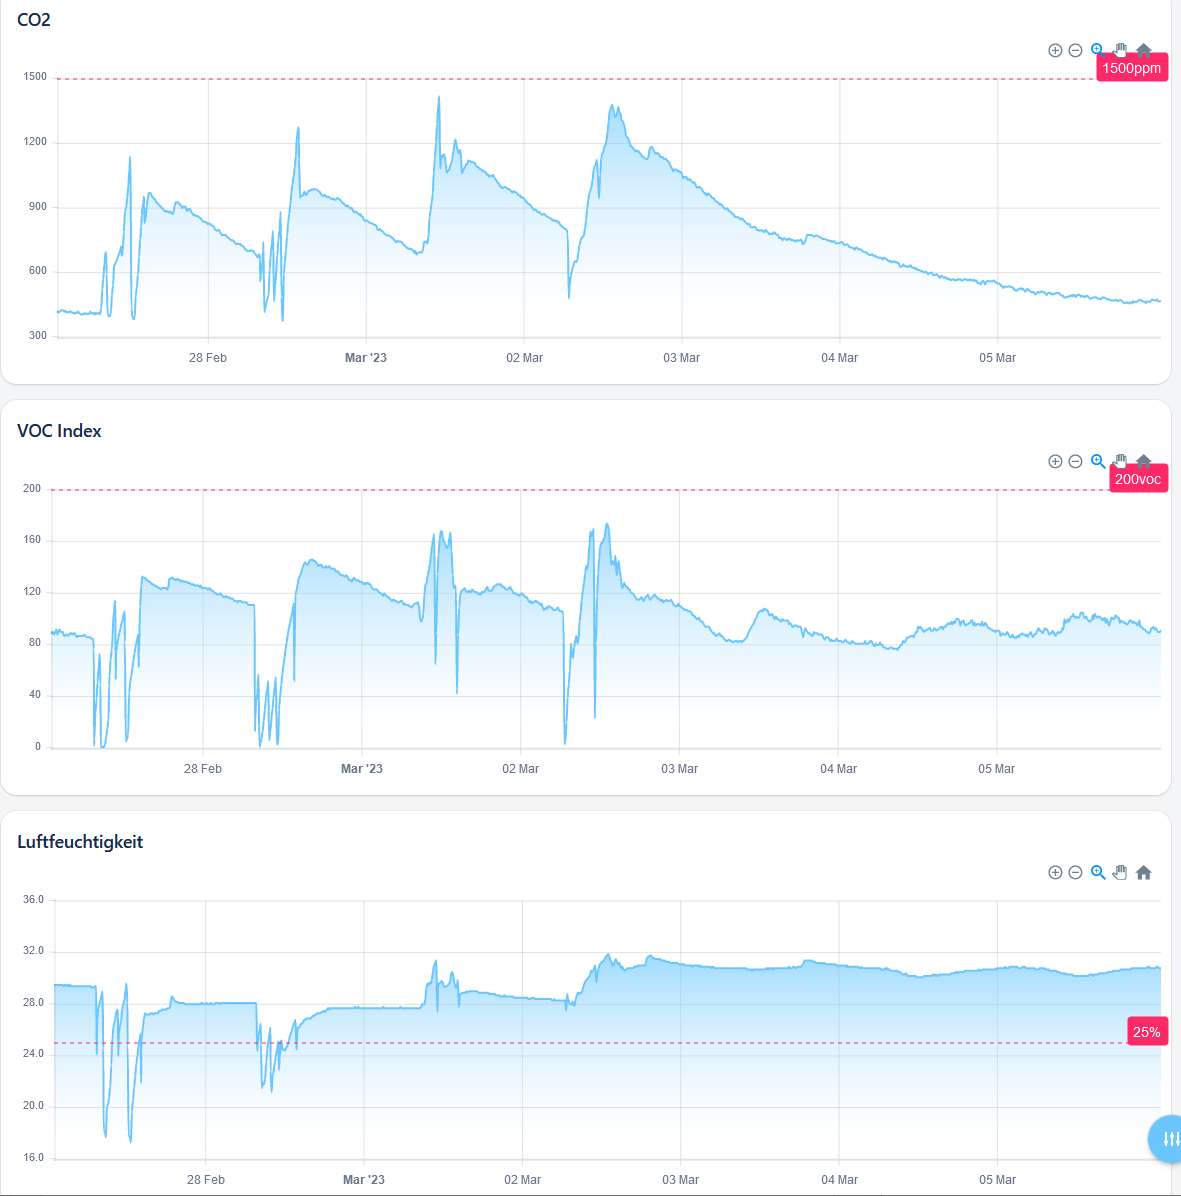 CO2
1500ppm
1500
1200
900
600
300
28 Feb Mar '23 02 Mar 03 Mar 04 Mar 05 Mar
VOC Index
200voc
200
160
120
80
40
0
28 Feb Mar '23 02 Mar 03 Mar 04 Mar 05 Mar
Luftfeuchtigkeit
36.0
32.0
28.0
25%
24.0
20.0
16.0
28 Feb Mar '23 02 Mar 03 Mar 04 Mar 05 Mar